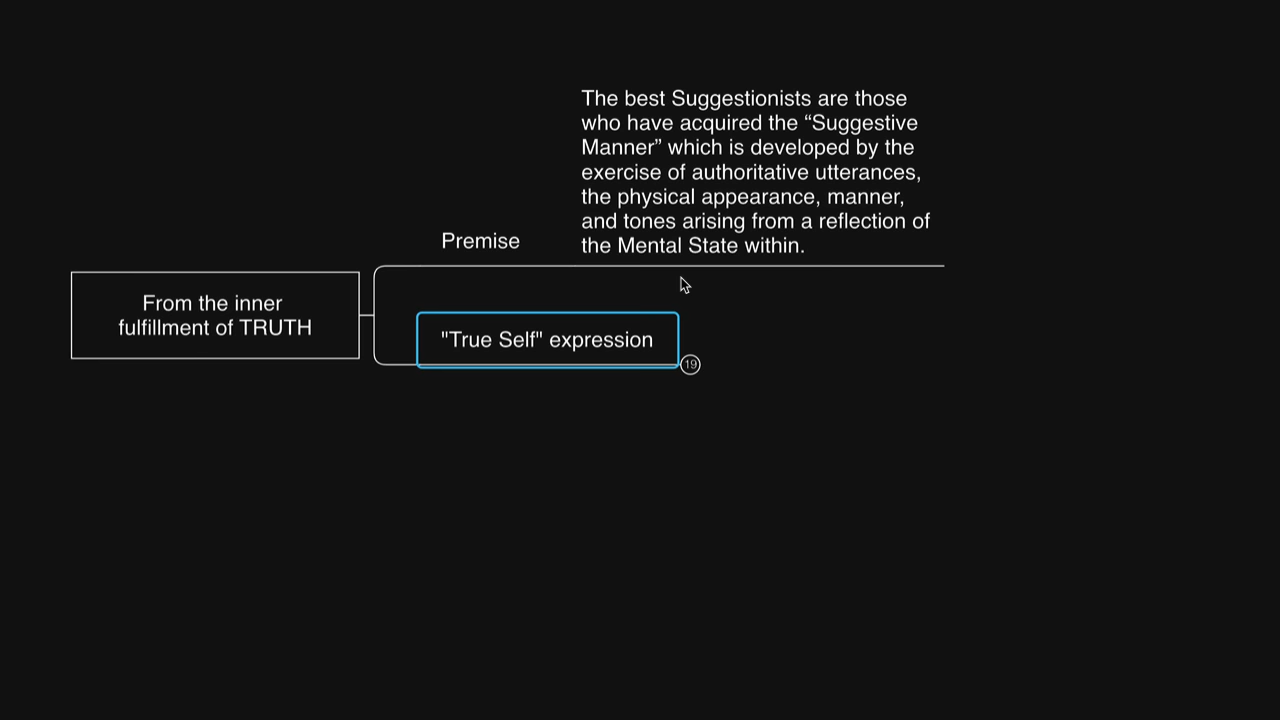 The best Suggestionists are those
who have acquired the “Suggestive
Manner” which is developed by the
exercise of authoritative utterances,
the physical appearance, manner,
and tones arising from a reflection of
the Mental State within.
Premise
From the inner
fulfillment of TRUTH
"True Self" expression
19